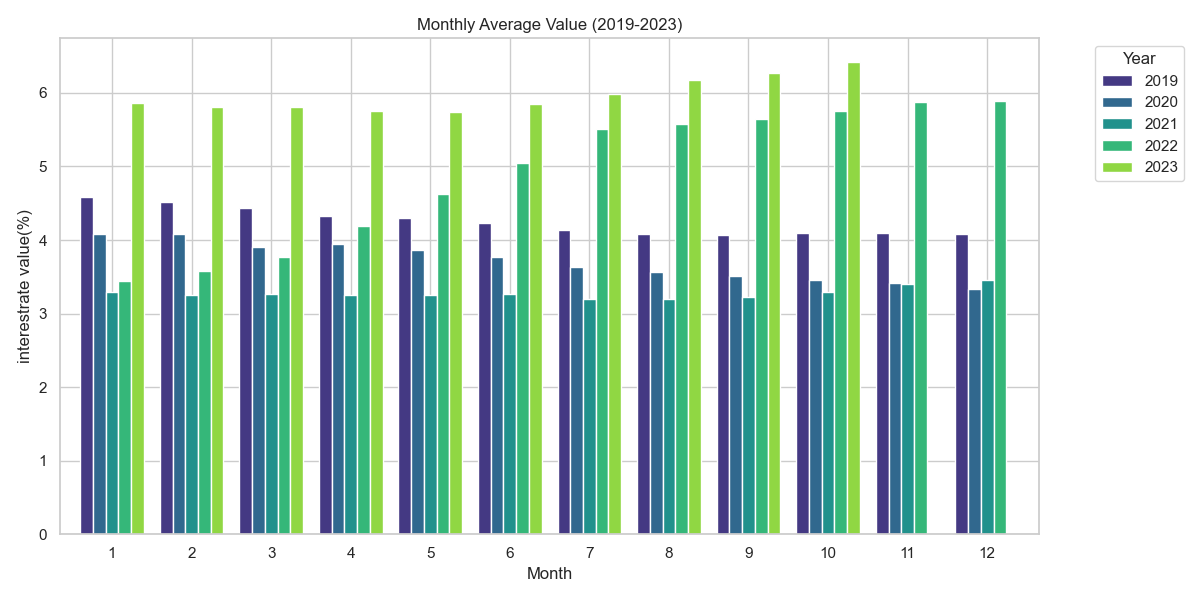 Monthly Average Value (2019-2023)
Year
2019
2020
2021
2022
2023
interestrate value(%)
6
5
4
3
2
1
0
1 2 3 4 5 6 7 8 9 10 11 12
Month